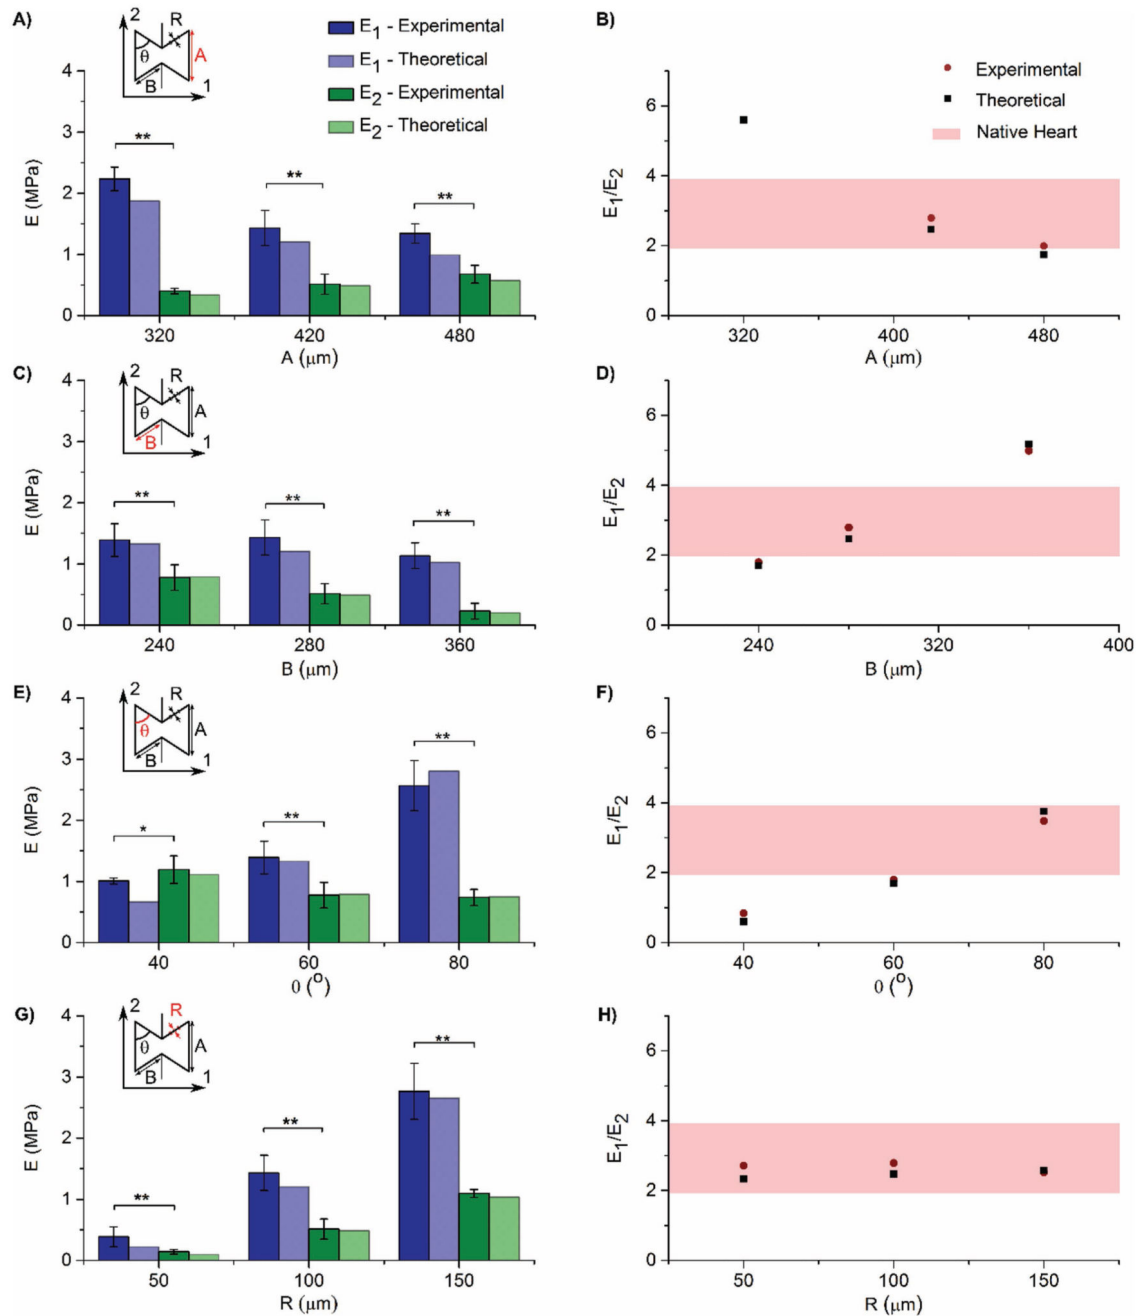 A)
2
R
θ
A
B
1
E1 - Experimental
E1 - Theoretical
E2 - Experimental
E2 - Theoretical
E (MPa)
4
3
2
1
0
**
**
**
320
420
480
A (µm)
B)
Experimental
Theoretical
Native Heart
E1/E2
6
4
2
0
320
400
480
A (µm)
C)
2
R
θ
A
B
1
E (MPa)
4
3
2
1
0
**
**
**
240
280
360
B (µm)
D)
E1/E2
6
4
2
0
240
320
400
B (µm)
E)
2
R
θ
A
B
1
E (MPa)
4
3
2
1
0
*
**
**
40
60
80
θ (°)
F)
E1/E2
6
4
2
0
40
60
80
θ (°)
G)
2
R
θ
A
B
1
E (MPa)
4
3
2
1
0
**
**
**
50
100
150
R (µm)
H)
E1/E2
6
4
2
0
50
100
150
R (µm)